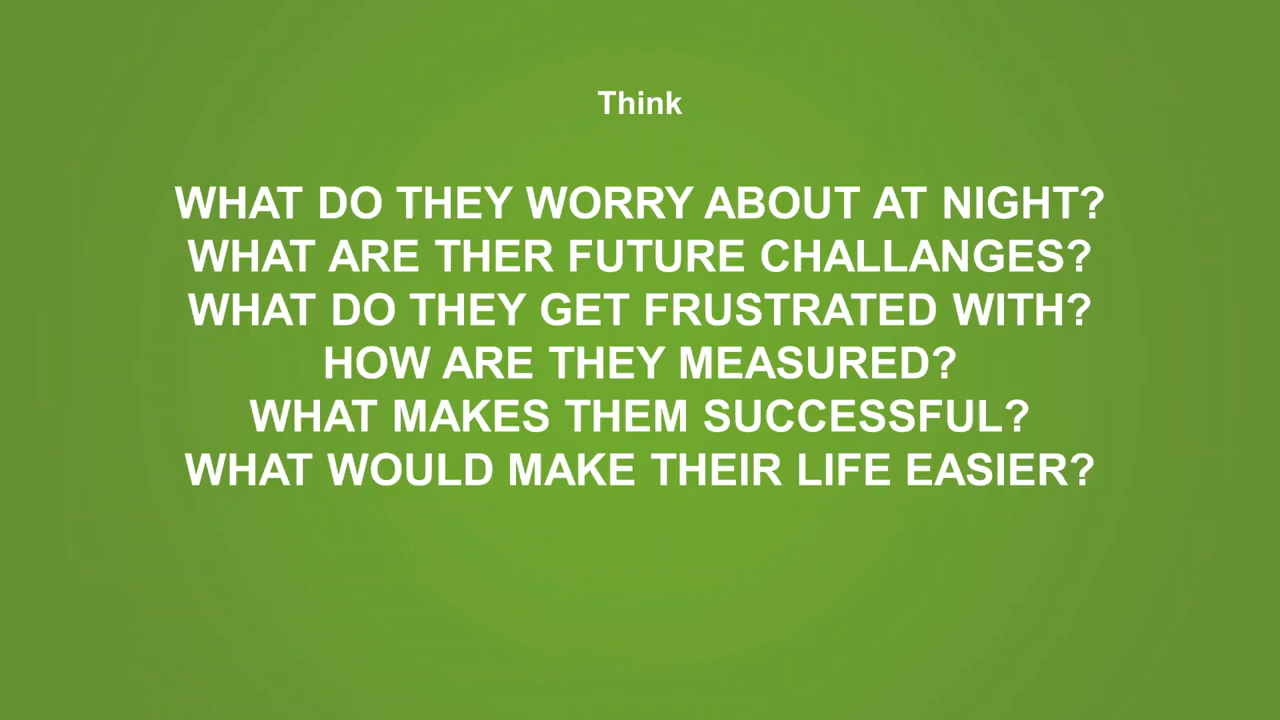 Think
WHAT DO THEY WORRY ABOUT AT NIGHT?
WHAT ARE THER FUTURE CHALLANGES?
WHAT DO THEY GET FRUSTRATED WITH?
HOW ARE THEY MEASURED?
WHAT MAKES THEM SUCCESSFUL?
WHAT WOULD MAKE THEIR LIFE EASIER?